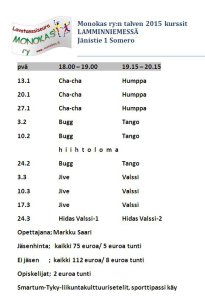 Lavatanssiseura
MONOKAS
ry
Monokas ry:n talven 2015 kurssit
LAMMINNIEMESSÄ
Jänistie 1 Somero
pvä 18.00 – 19.00 19.15 – 20.15
13.1 Cha-cha Humppa
20.1 Cha-cha Humppa
27.1 Cha-cha Humppa
3.2 Bugg Tango
10.2 Bugg Tango
h i i h t o l o m a
24.2 Bugg Tango
3.3 Jive Valssi
10.3 Jive Valssi
17.3 Jive Valssi
24.3 Hidas Valssi-1 Hidas Valssi-2
Opettajana; Markku Saari
Jäsenhinta; kaikki 75 euroa/ 5 euroa tunti
Ei jäsen ; kaikki 112 euroa/ 8 euroa tunti
Opiskelijat; 2 euroa tunti
Smartum-Tyky-liikuntakulttuurisetelit, sporttipassi käy